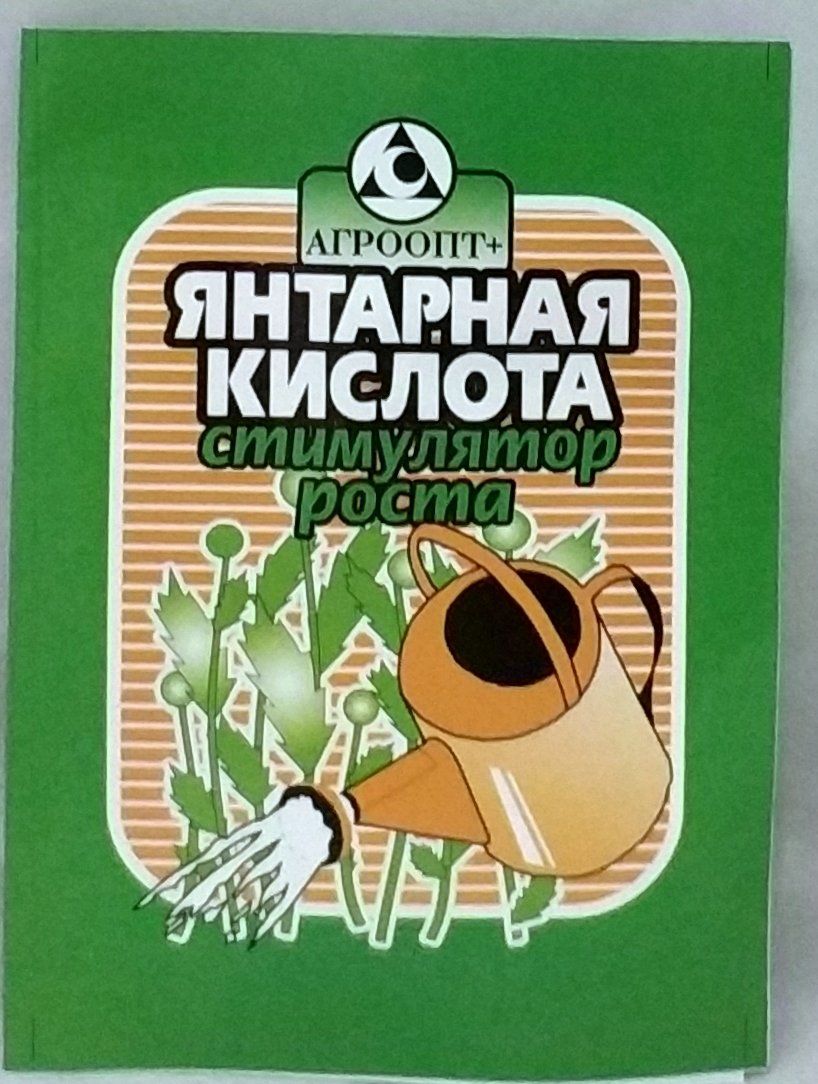 АГРООПТ+
ЯНТАРНАЯ
КИСЛОТА
стимулятор
роста